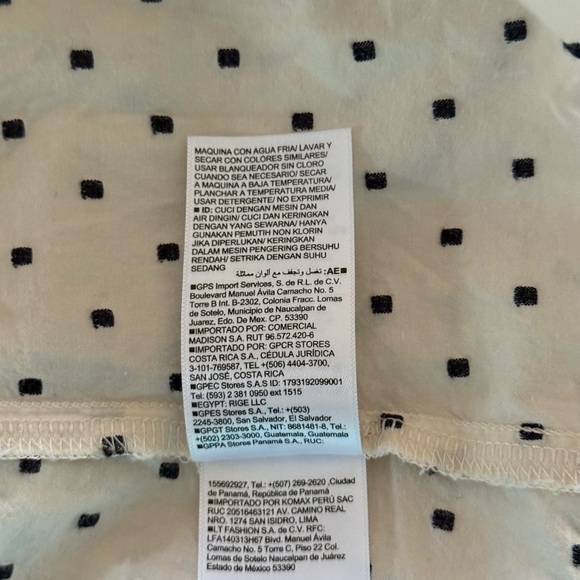 MAQUINA CON AGUA FRIA/ LAVAR Y
SECAR CON COLORES SIMILARES/
USAR BLANQUEADOR SIN CLORO
CUANDO SEA NECESARIO/ SECAR
A MAQUINA A BAJA TEMPERATURA/
PLANCHAR A TEMPERATURA MEDIA/
USAR DETERGENTE/ NO EXPRIMIR
■ ID: CUCI DENGAN MESIN DAN
AIR DINGIN/ CUCI DAN KERINGKAN
DENGAN YANG SEWARNA/ HANYA
GUNAKAN PEMUTIH NON KLORIN
JIKA DIPERLUKAN/ KERINGKAN
DALAM MESIN PENGERING BERSUHU
RENDAH/ SETRIKA DENGAN SUHU
SEDANG
■AE: تغسل وتجفف مع ألوان مماثلة
■GPS Import Services, S. de R.L. de C.V.
Boulevard Manuel Ávila Camacho No. 5
Torre B Int. B-2302, Colonia Fracc. Lomas
de Sotelo, Municipio de Naucalpan de
Juarez, Edo. De Mex. CP. 53390
■IMPORTADO POR: COMERCIAL
MADISON S.A. RUT 96.572.420-6
■IMPORTADO POR: GPCR STORES
COSTA RICA S.A., CÉDULA JURÍDICA
3-101-769587, TEL +(506) 4404-3700,
SAN JOSÉ, COSTA RICA
■GPEC Stores S.A.S ID: 1793192099001
Tel: (593) 2 381 0950 ext 1515
■EGYPT: RIGE LLC
■GPES Stores S.A., Tel.: +(503)
2245-3800, San Salvador, El Salvador
■GPGT Stores S.A., NIT: 8681481-8, Tel.:
+(502) 2303-3000, Guatemala, Guatemala
■GPPA Stores Panamá S.A., RUC:
155692927, Tel.: +(507) 269-2620, Ciudad
de Panamá, República de Panamá
■IMPORTADO POR KOMAX PERÚ SAC
RUC 20516463121 AV. CAMINO REAL
NRO. 1274 SAN ISIDRO, LIMA
■LT FASHION S.A. de C.V. RFC:
LFA140313H67 Blvd. Manuel Ávila
Camacho No. 5 Torre C, Piso 22 Col.
Lomas de Sotelo Naucalpan de Juárez
Estado de México 53390